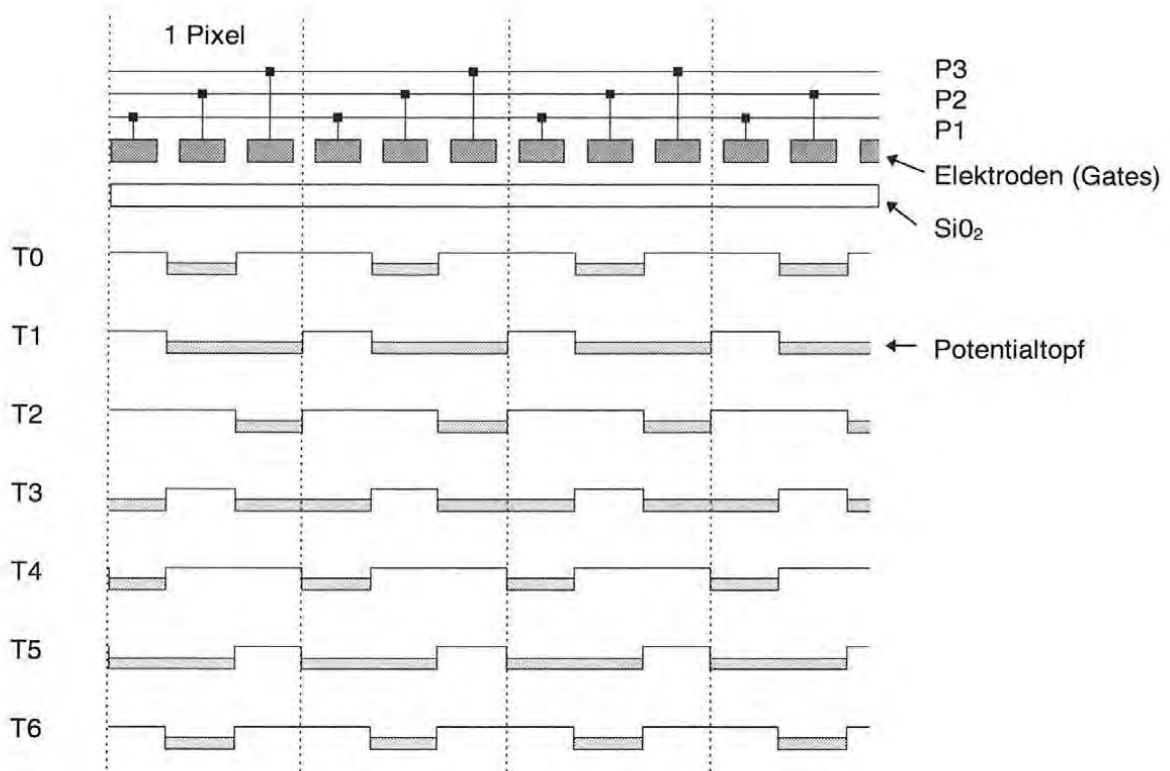 1 Pixel
P3
P2
P1
Elektroden (Gates)
Si0₂
T0
T1
Potentialtopf
T2
T3
T4
T5
T6